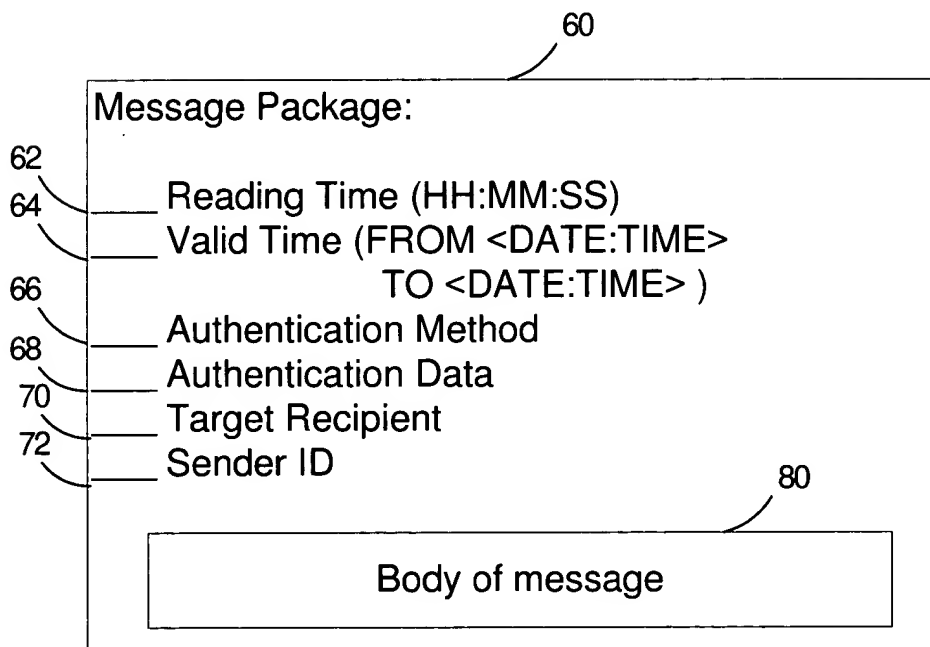 60
Message Package:
62
Reading Time (HH:MM:SS)
64
Valid Time (FROM <DATE:TIME>
TO <DATE:TIME> )
66
Authentication Method
68
Authentication Data
70
Target Recipient
72
Sender ID
80
Body of message